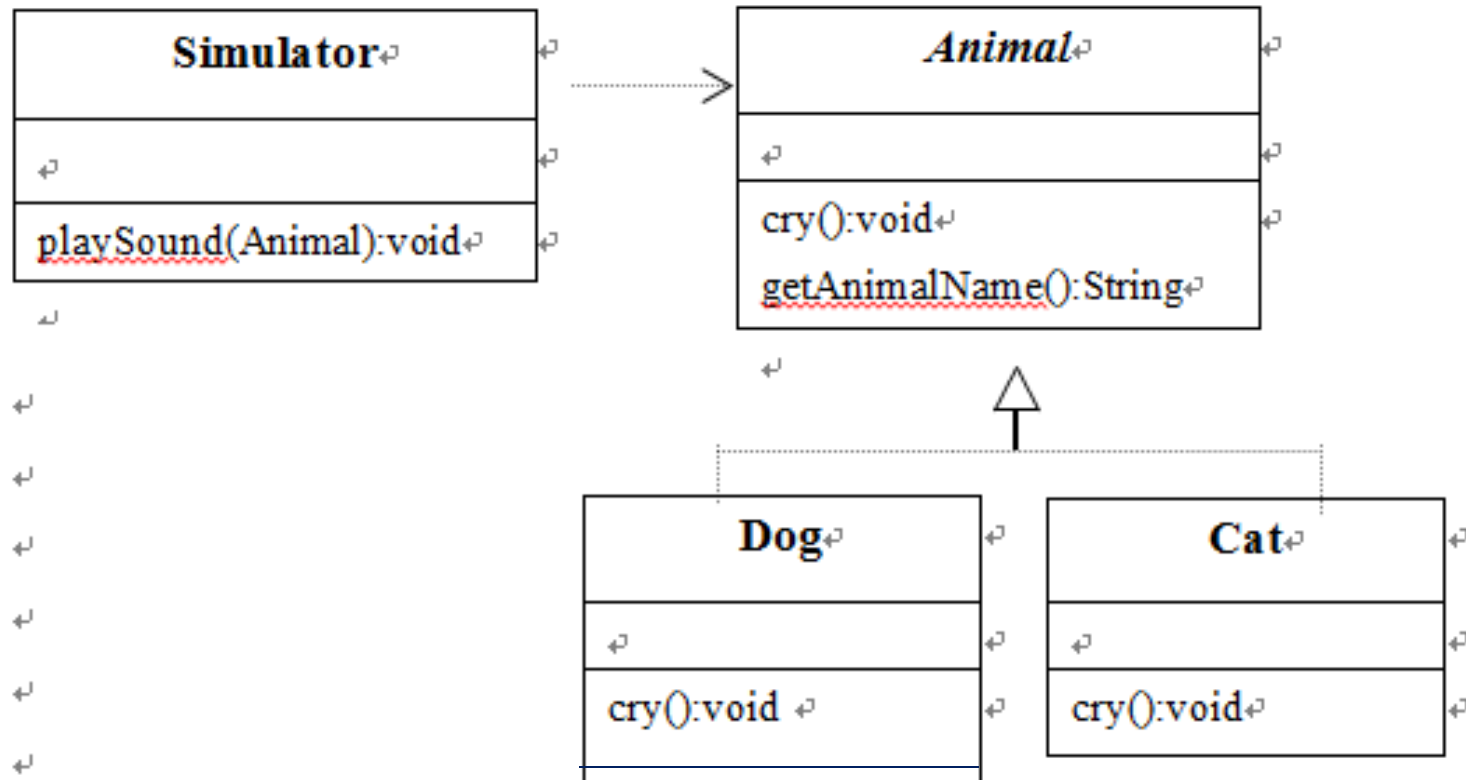 Simulator
playSound(Animal):void
Animal
cry():void
getAnimalName():String
Dog
cry():void
Cat
cry():void